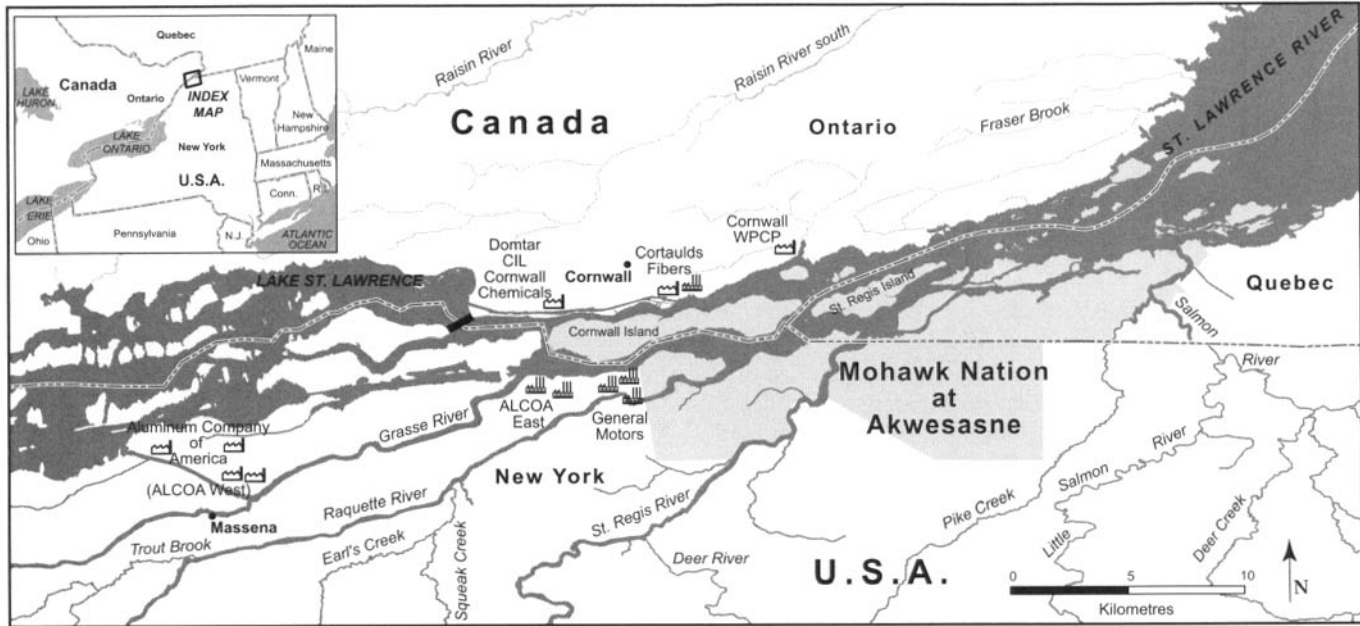 Quebec
Maine
Canada
Vermont
LAKE
HURON
Ontario
INDEX
MAP
New
Hampshire
LAKE
ONTARIO
New York
Massachusetts
U.S.A.
Conn.
R.I.
LAKE
ERIE
Ohio
Pennsylvania
N.J.
ATLANTIC
OCEAN
Raisin River
Raisin River south
Canada
Ontario
Fraser Brook
ST. LAWRENCE RIVER
Cornwall
WPCP
Domtar
CIL
Cornwall
Chemicals
Cornwall
Cortaulds
Fibers
LAKE ST. LAWRENCE
St. Regis Island
Quebec
Cornwall Island
Salmon
River
Mohawk Nation
at
Akwesasne
ALCOA
East
General
Motors
Grasse River
Aluminum Company
of
America
(ALCOA West)
New York
Raquette River
St. Regis River
Salmon
River
Pike Creek
Massena
Trout Brook
Earl's Creek
Squeak Creek
Deer River
Little
Deer Creek
U.S.A.
0
5
10
Kilometres
N